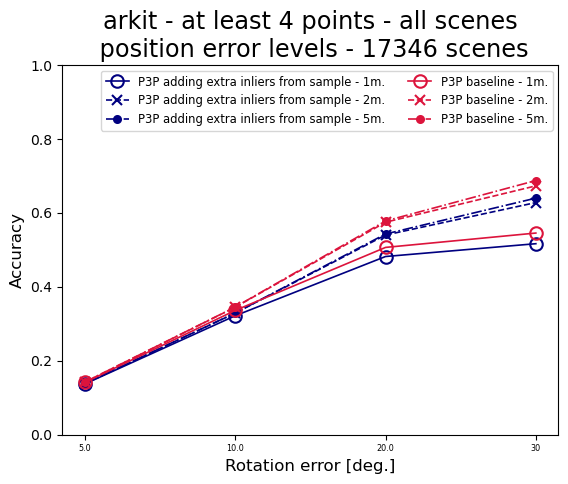 arkit - at least 4 points - all scenes
position error levels - 17346 scenes
P3P adding extra inliers from sample - 1m.
P3P adding extra inliers from sample - 2m.
P3P adding extra inliers from sample - 5m.
P3P baseline - 1m.
P3P baseline - 2m.
P3P baseline - 5m.
Accuracy
1.0
0.8
0.6
0.4
0.2
0.0
5.0 10.0 20.0 30
Rotation error [deg.]